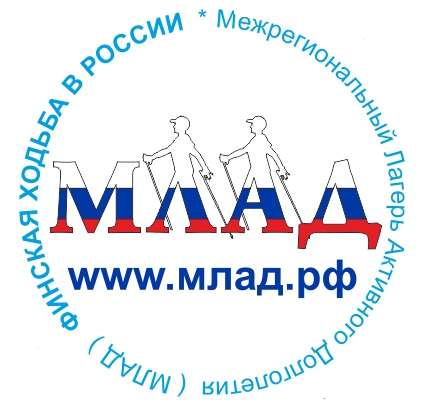 ФИНСКАЯ ХОДЬБА В РОССИИ * Межрегиональный Лагерь Активного Долголетия ( МЛАД )
МЛАД
www.млад.рф